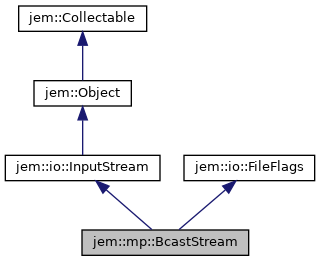 jem::Collectable
jem::Object
jem::io::InputStream
jem::io::FileFlags
jem::mp::BcastStream